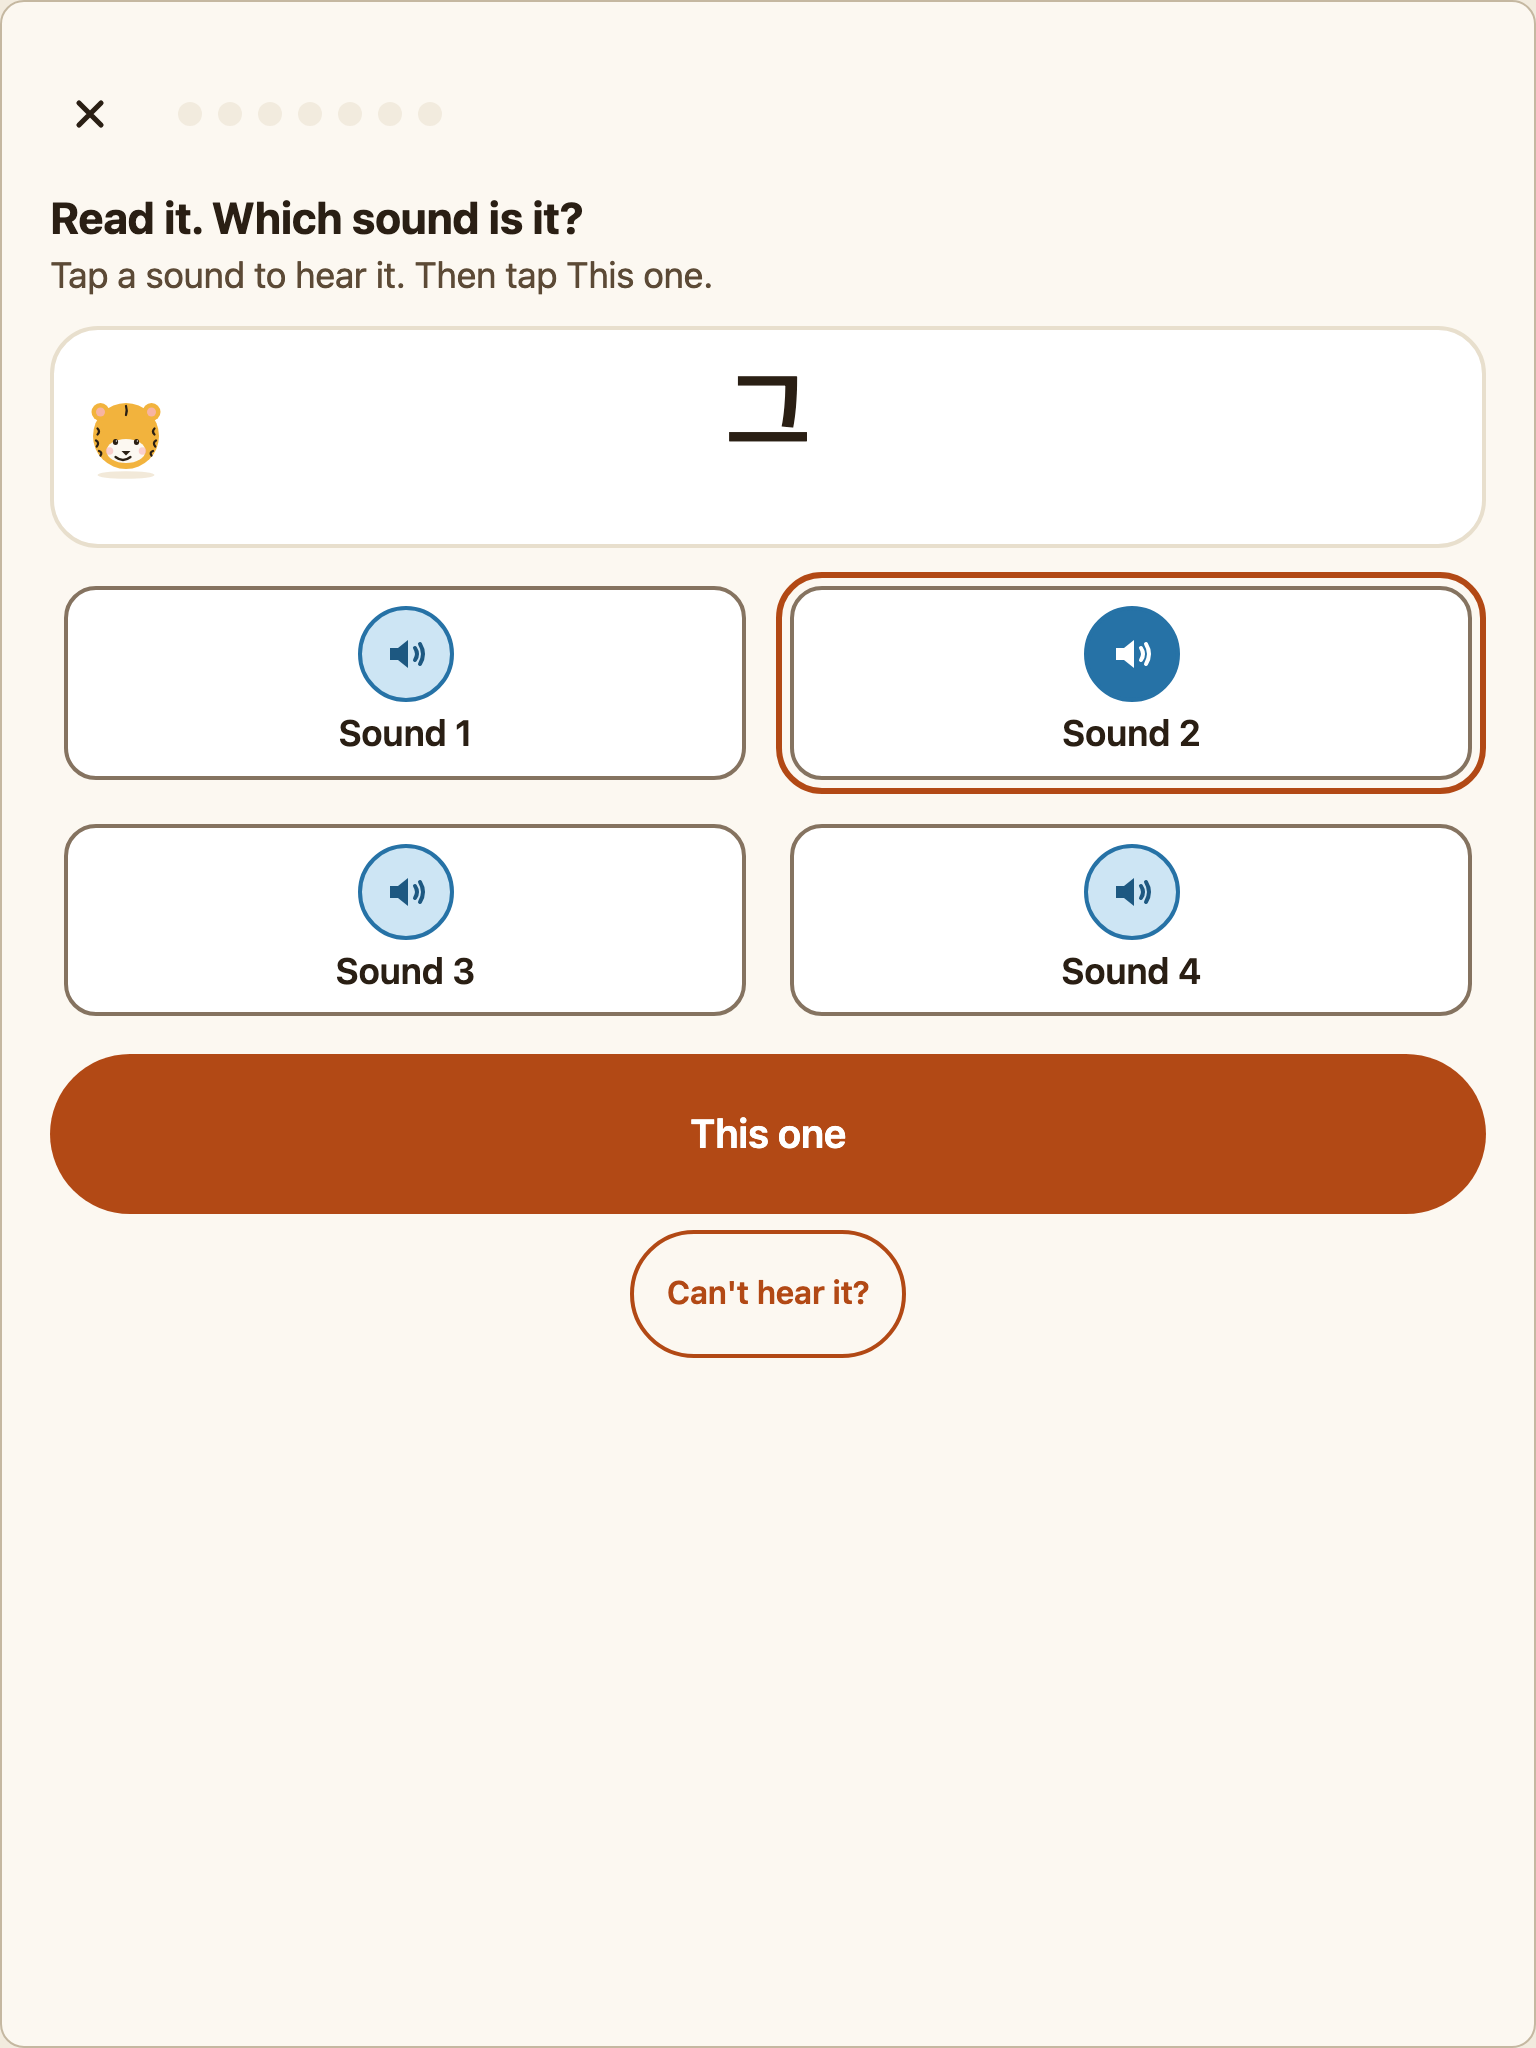 Read it. Which sound is it?
Tap a sound to hear it. Then tap This one.
그
Sound 1
Sound 2
Sound 3
Sound 4
This one
Can't hear it?